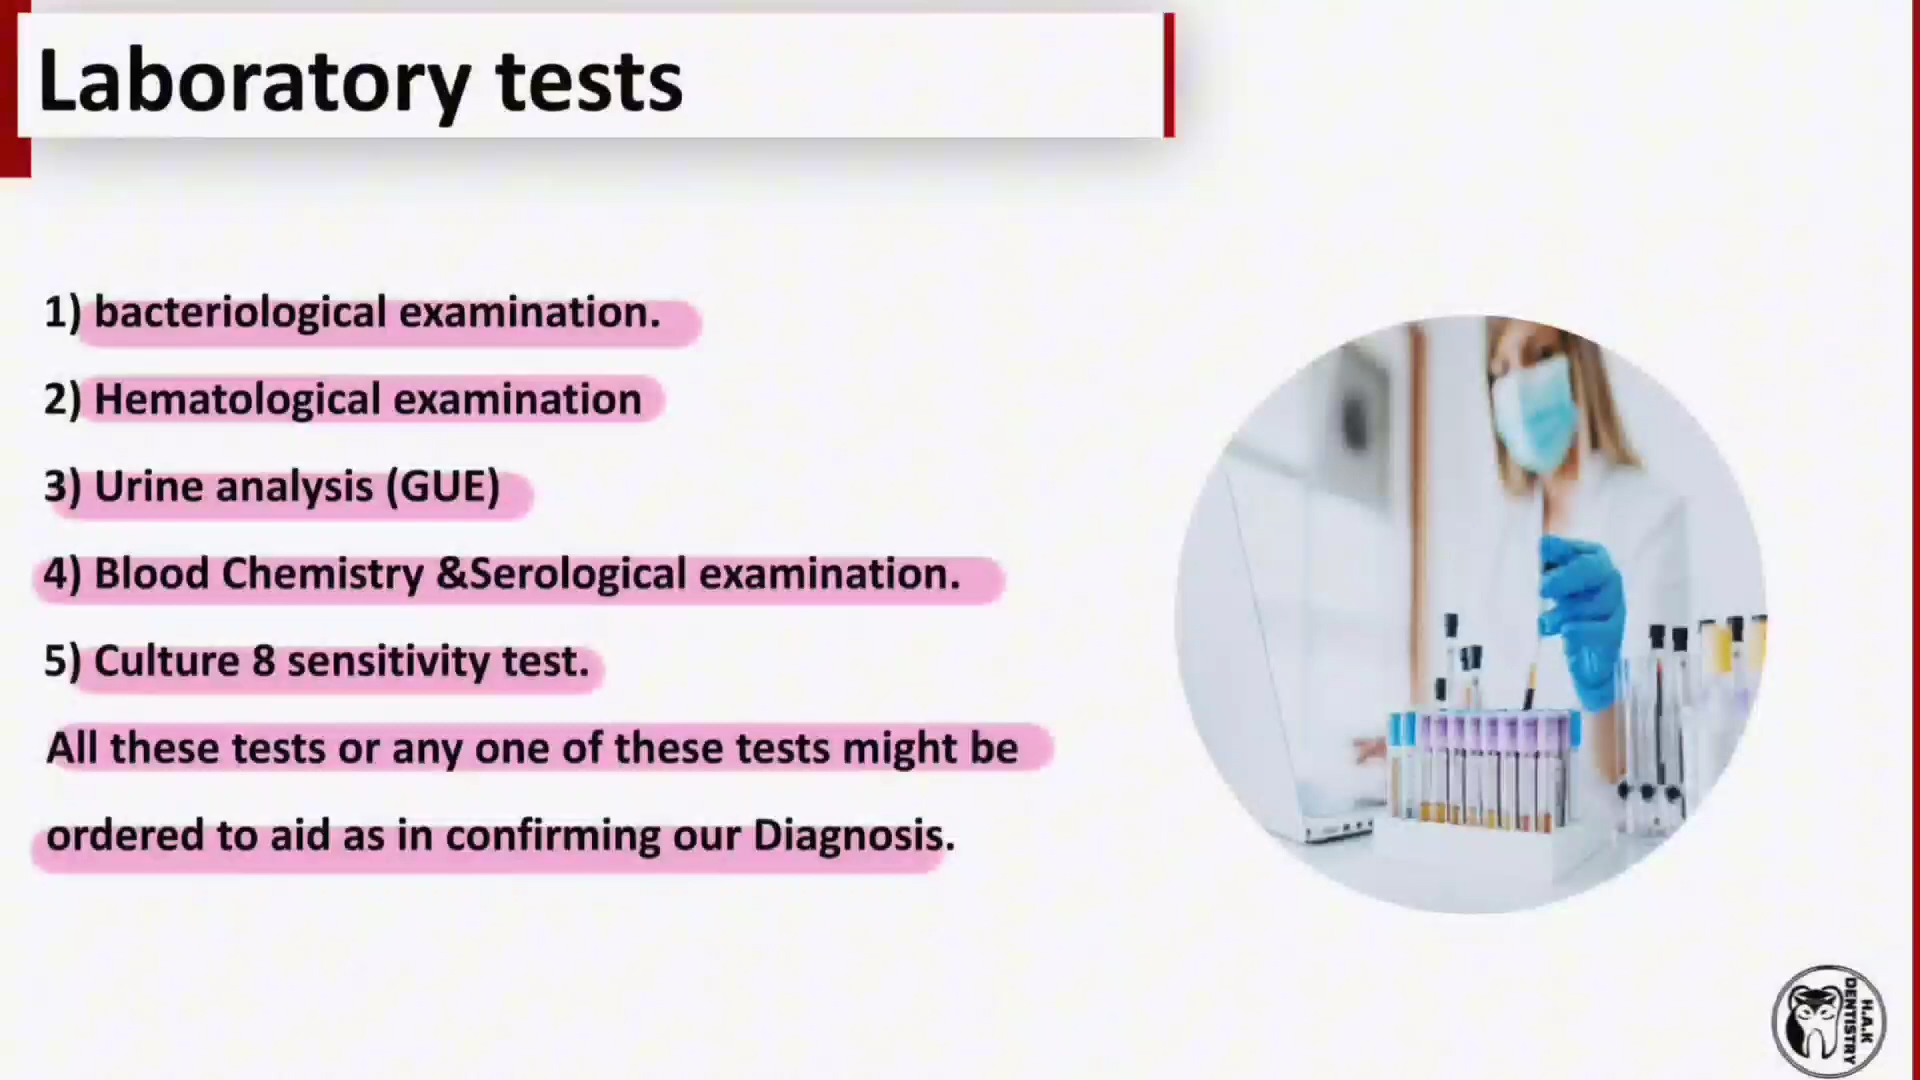 Laboratory tests
1) bacteriological examination.
2) Hematological examination
3) Urine analysis (GUE)
4) Blood Chemistry &Serological examination.
5) Culture 8 sensitivity test.
All these tests or any one of these tests might be
ordered to aid as in confirming our Diagnosis.
H.A.K
DENTISTRY